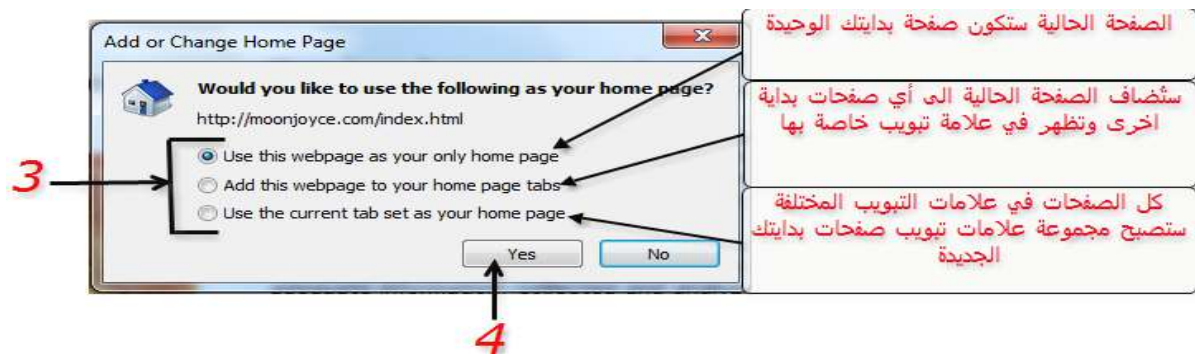 Add or Change Home Page
Would you like to use the following as your home page?
http://moonjoyce.com/index.html
Use this webpage as your only home page
Add this webpage to your home page tabs
Use the current tab set as your home page
Yes
No
3
4
الصفحة الحالية ستكون صفحة بدايتك الوحيدة
ستُضاف الصفحة الحالية الى أي صفحات بداية
اخرى وتظهر في علامة تبويب خاصة بها
كل الصفحات في علامات التبويب المختلفة
ستصبح مجموعة علامات تبويب صفحات بدايتك
الجديدة